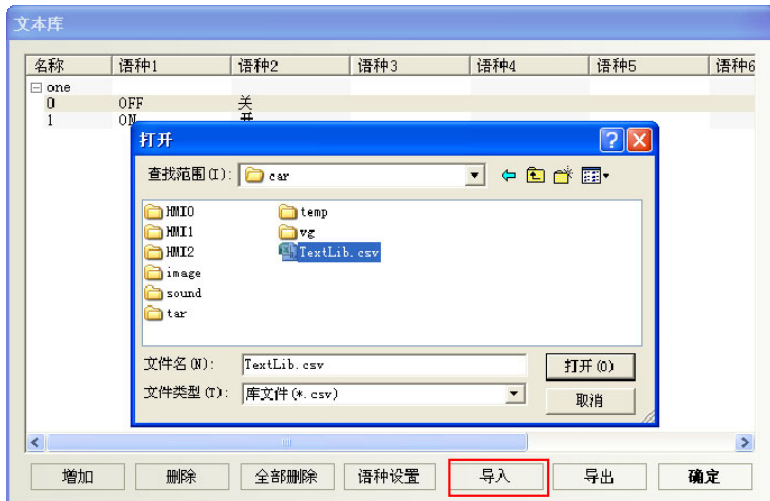 文本库
名称 语种1 语种2 语种3 语种4 语种5 语种6
one
0 OFF 关
1 ON 开
打开
查找范围(I): car
HMI0 temp
HMI1 vg
HMI2 TextLib.csv
image
sound
tar
文件名(N): TextLib.csv 打开(O)
文件类型(T): 库文件(*.csv) 取消
增加 删除 全部删除 语种设置 导入 导出 确定